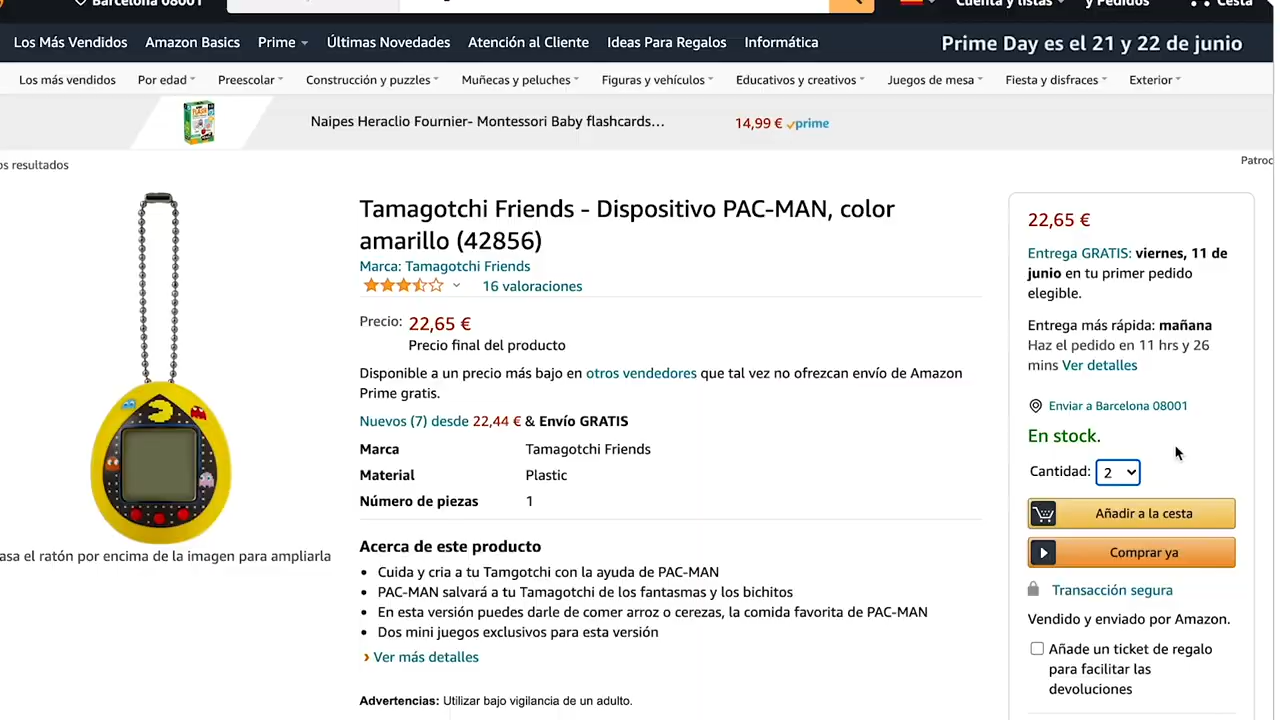 Barcelona 08001
Cuenta y listas
y Pedidos
Cesta
Los Más Vendidos
Amazon Basics
Prime
Últimas Novedades
Atención al Cliente
Ideas Para Regalos
Informática
Prime Day es el 21 y 22 de junio
Los más vendidos
Por edad
Preescolar
Construcción y puzzles
Muñecas y peluches
Figuras y vehículos
Educativos y creativos
Juegos de mesa
Fiesta y disfraces
Exterior
Naipes Heraclio Fournier- Montessori Baby flashcards…
14,99 € prime
os resultados
Patroc
asa el ratón por encima de la imagen para ampliarla
Tamagotchi Friends - Dispositivo PAC-MAN, color
amarillo (42856)
Marca: Tamagotchi Friends
16 valoraciones
Precio: 22,65 €
Precio final del producto
Disponible a un precio más bajo en otros vendedores que tal vez no ofrezcan envío de Amazon
Prime gratis.
Nuevos (7) desde 22,44 € & Envío GRATIS
Marca Tamagotchi Friends
Material Plastic
Número de piezas 1
Acerca de este producto
• Cuida y cria a tu Tamgotchi con la ayuda de PAC-MAN
• PAC-MAN salvará a tu Tamagotchi de los fantasmas y los bichitos
• En esta versión puedes darle de comer arroz o cerezas, la comida favorita de PAC-MAN
• Dos mini juegos exclusivos para esta versión
› Ver más detalles
Advertencias: Utilizar bajo vigilancia de un adulto.
22,65 €
Entrega GRATIS: viernes, 11 de
junio en tu primer pedido
elegible.
Entrega más rápida: mañana
Haz el pedido en 11 hrs y 26
mins Ver detalles
Enviar a Barcelona 08001
En stock.
Cantidad: 2
Añadir a la cesta
Comprar ya
Transacción segura
Vendido y enviado por Amazon.
Añade un ticket de regalo
para facilitar las
devoluciones